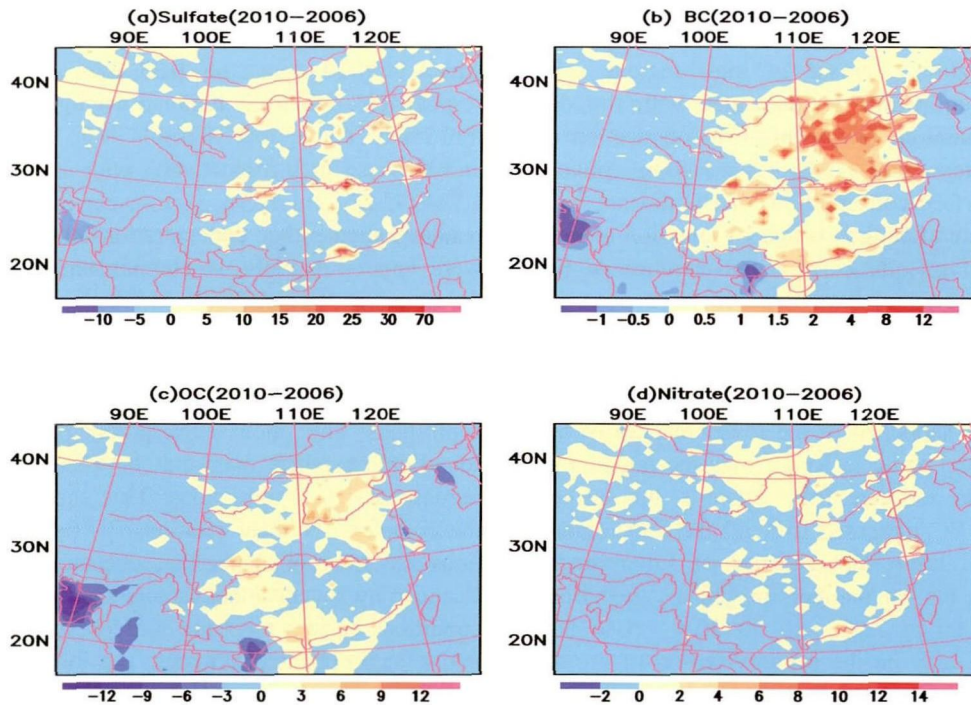 (a)Sulfate(2010−2006)
90E 100E 110E 120E
40N
30N
20N
−10 −5 0 5 10 15 20 25 30 70
(b) BC(2010−2006)
90E 100E 110E 120E
40N
30N
20N
−1 −0.5 0 0.5 1 1.5 2 4 8 12
(c)OC(2010−2006)
90E 100E 110E 120E
40N
30N
20N
−12 −9 −6 −3 0 3 6 9 12
(d)Nitrate(2010−2006)
90E 100E 110E 120E
40N
30N
20N
−2 0 2 4 6 8 10 12 14